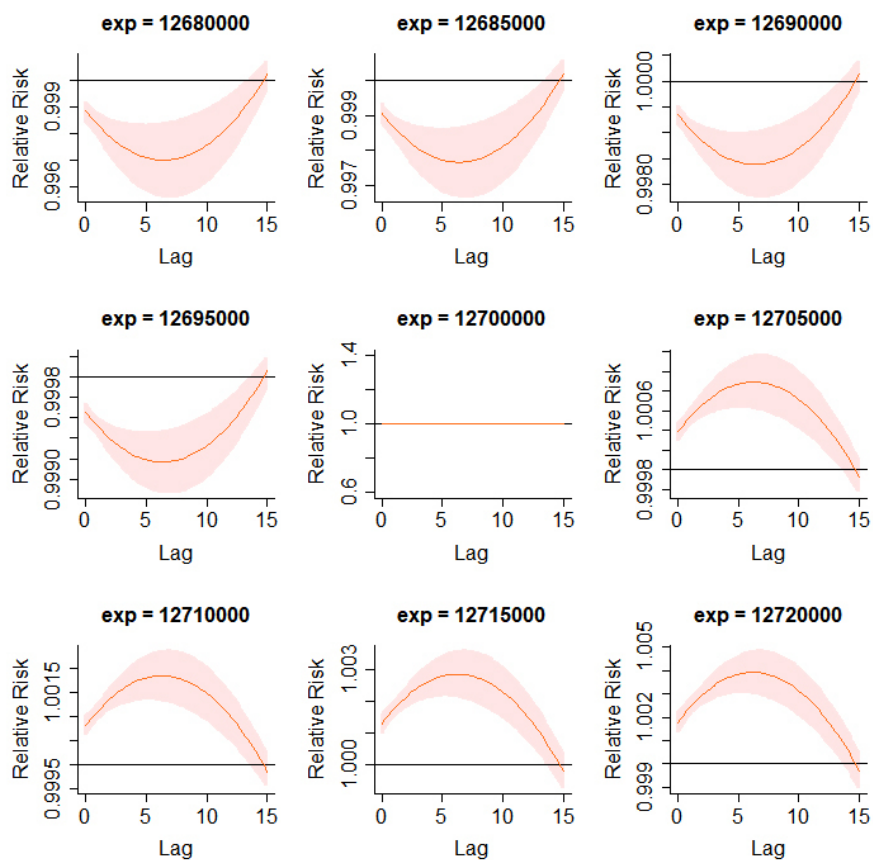 exp = 12680000
exp = 12685000
exp = 12690000
Relative Risk
0.996 0.999
0 5 10 15
Lag
Relative Risk
0.997 0.999
0 5 10 15
Lag
Relative Risk
0.9980 1.0000
0 5 10 15
Lag
exp = 12695000
exp = 12700000
exp = 12705000
Relative Risk
0.9990 0.9998
0 5 10 15
Lag
Relative Risk
0.6 1.0 1.4
0 5 10 15
Lag
Relative Risk
0.9998 1.0006
0 5 10 15
Lag
exp = 12710000
exp = 12715000
exp = 12720000
Relative Risk
0.9995 1.0015
0 5 10 15
Lag
Relative Risk
1.000 1.003
0 5 10 15
Lag
Relative Risk
0.999 1.002 1.005
0 5 10 15
Lag